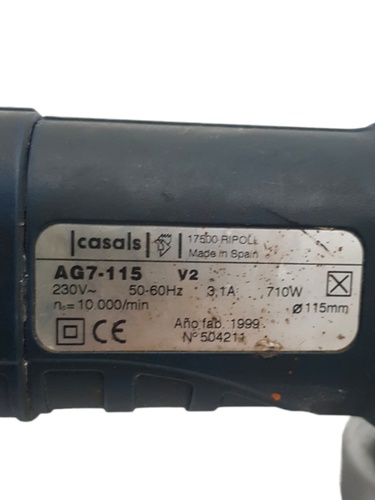 casals 17500 RIPOLL
Made in Spain
AG7-115 V2
230V~ 50-60Hz 3,1A 710W
n₀=10.000/min Ø115mm
CE Año fab. 1999
Nº 504211